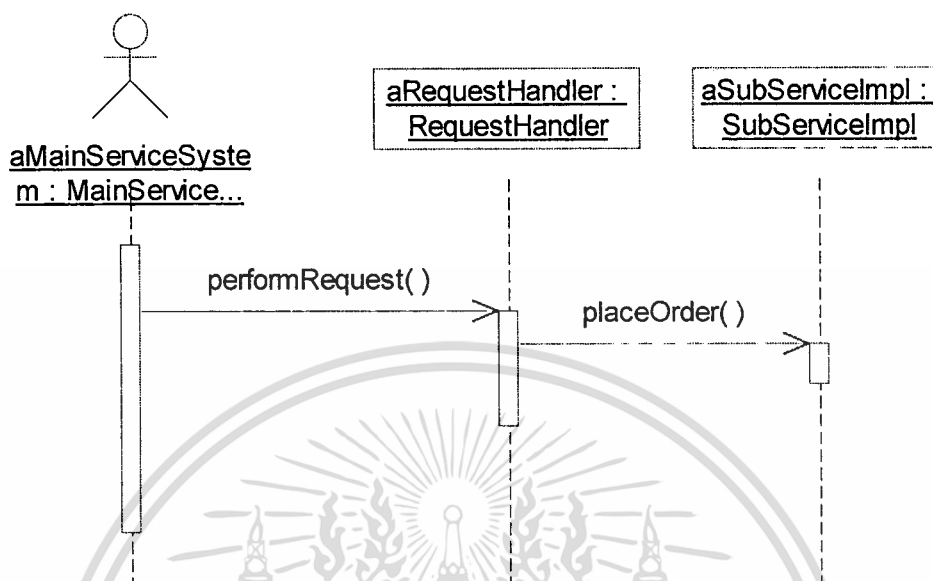 aRequestHandler :
RequestHandler
aSubServiceImpl :
SubServiceImpl
aMainServiceSyste
m : MainService...
performRequest( )
placeOrder( )